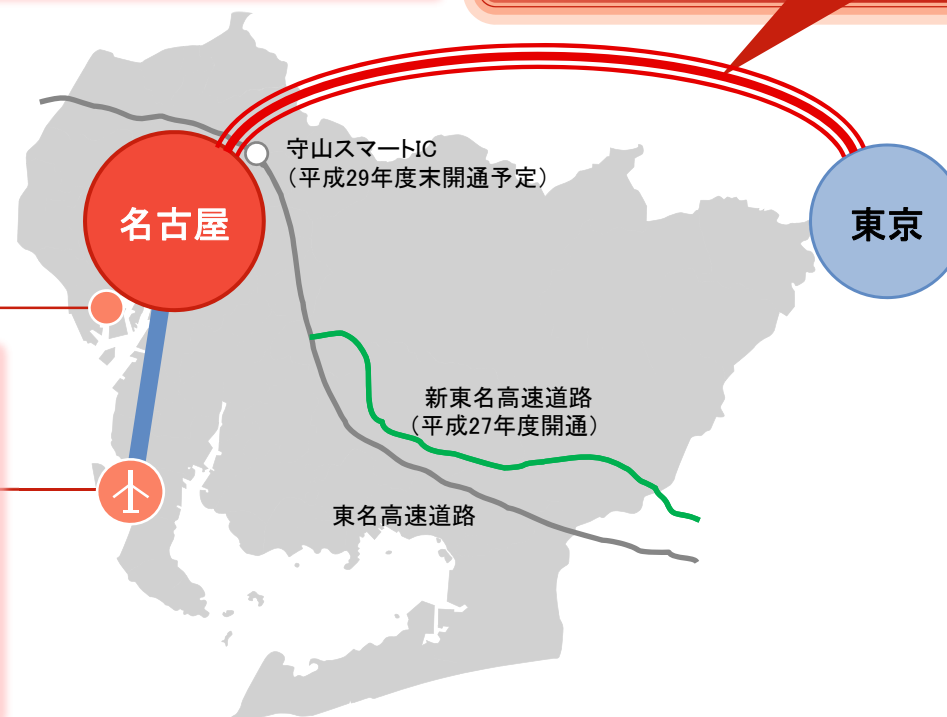 守山スマートIC
（平成29年度末開通予定）
名古屋
東京
新東名高速道路
（平成27年度開通）
東名高速道路